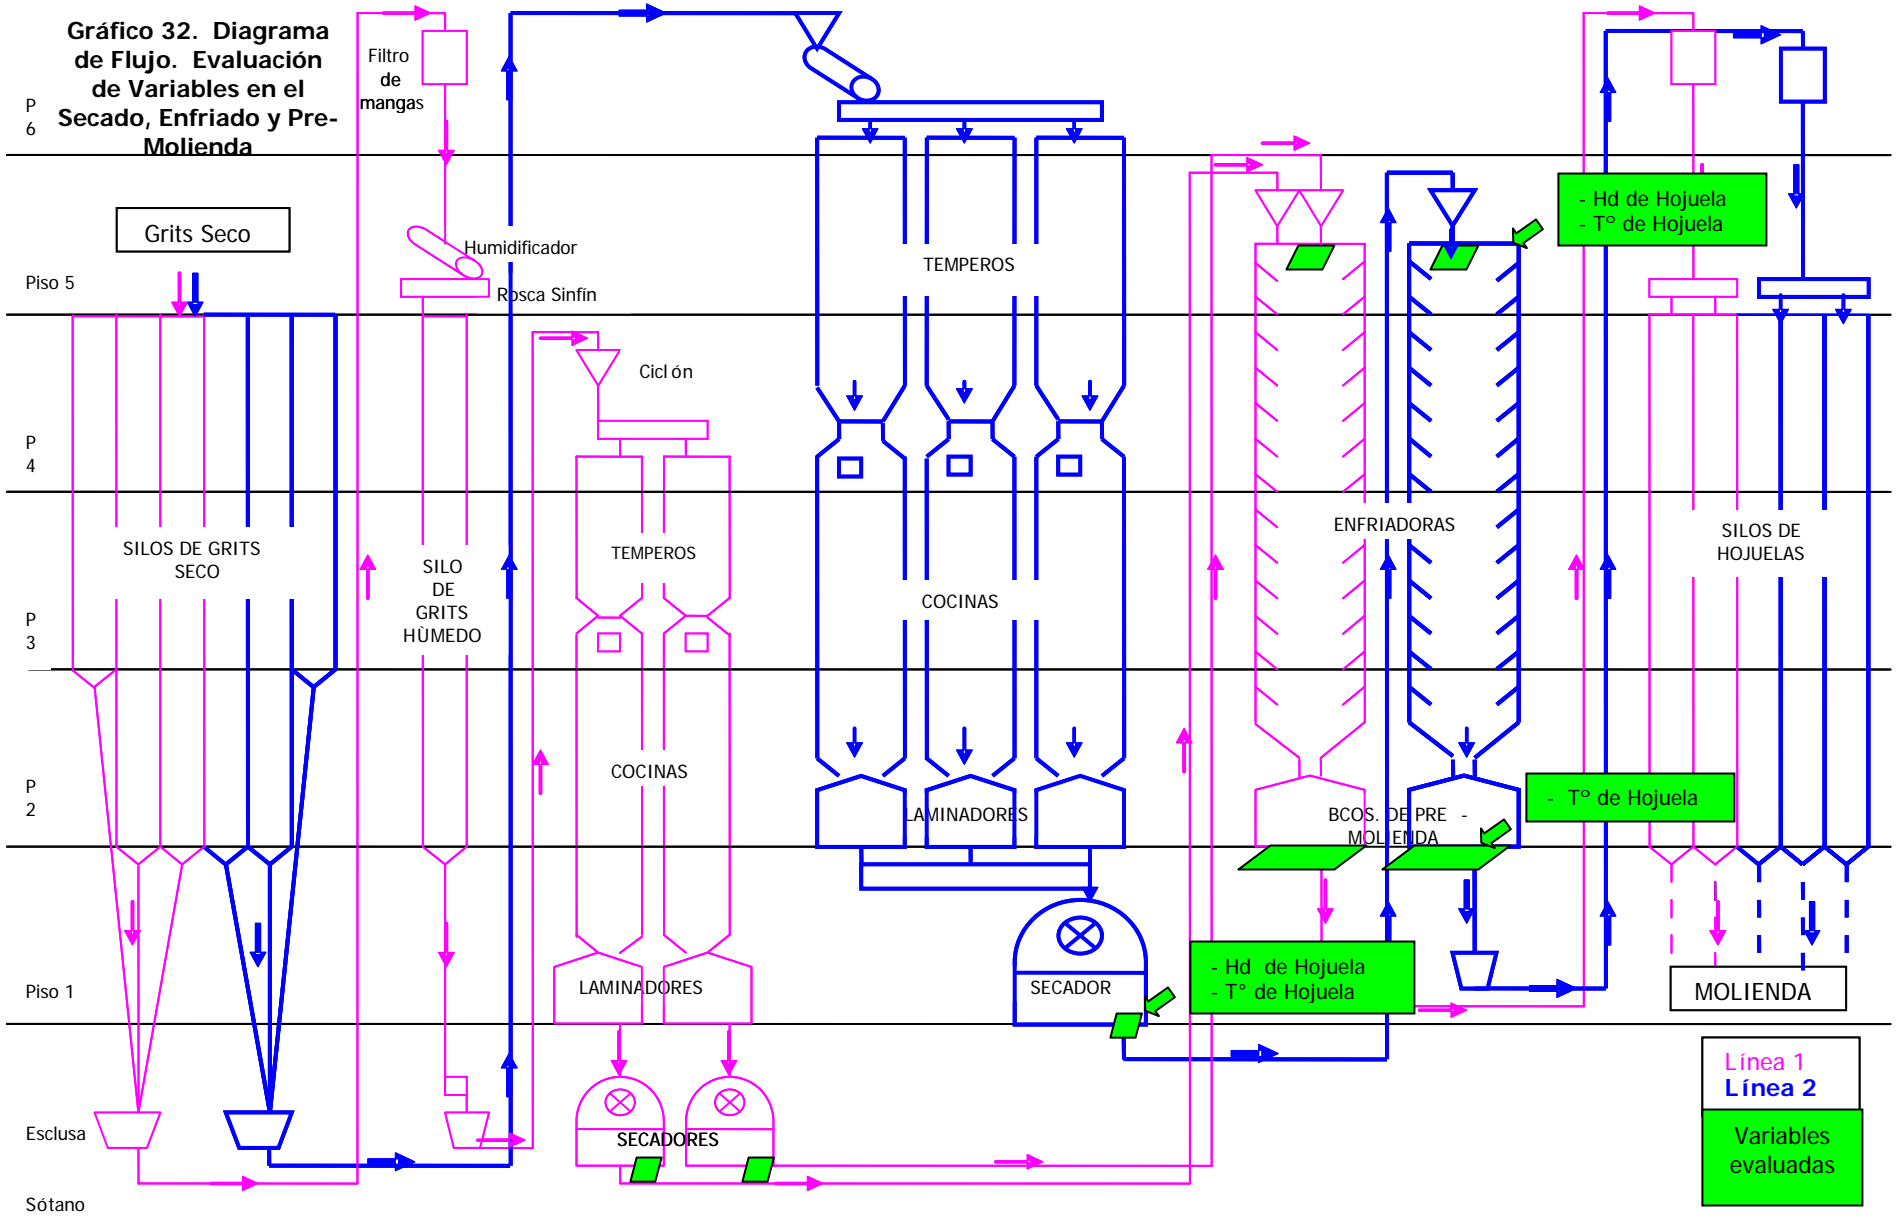 Gráfico 32. Diagrama
de Flujo. Evaluación
de Variables en el
Secado, Enfriado y Pre-
Molienda
P
6
Filtro
de
mangas
Grits Seco
Humidificador
Rosca Sinfín
Piso 5
TEMPEROS
- Hd de Hojuela
- Tº de Hojuela
Ciclón
P
4
SILOS DE GRITS
SECO
SILO
DE
GRITS
HÙMEDO
TEMPEROS
COCINAS
ENFRIADORAS
SILOS DE
HOJUELAS
P
3
COCINAS
P
2
LAMINADORES
BCOS. DE PRE -
MOLIENDA
- Tº de Hojuela
Piso 1
LAMINADORES
SECADOR
- Hd de Hojuela
- T° de Hojuela
MOLIENDA
Línea 1
Línea 2
Esclusa
SECADORES
Variables
evaluadas
Sótano